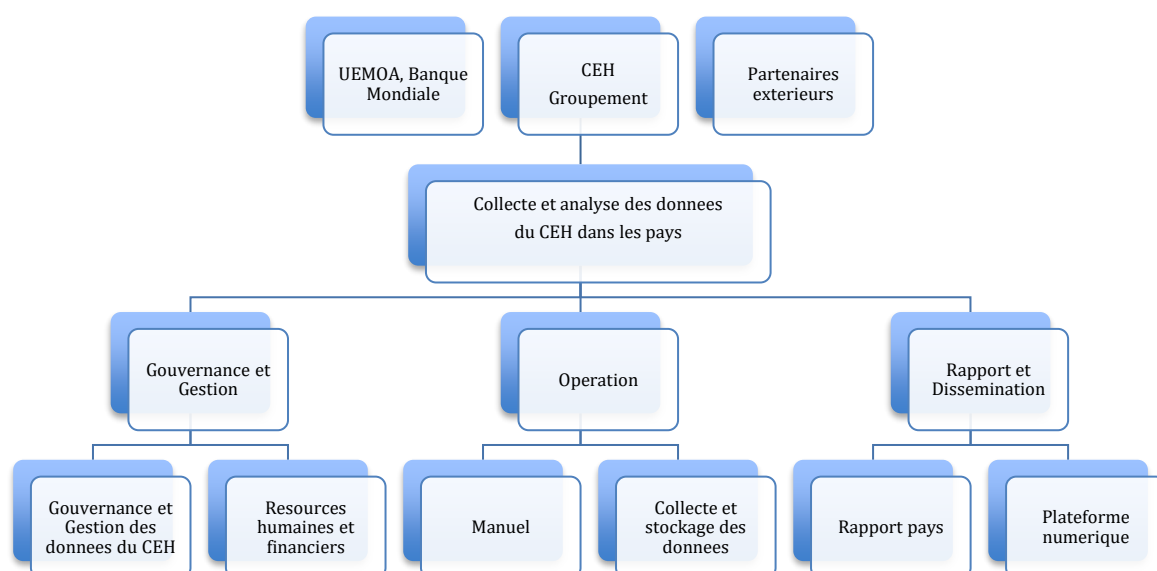 UEMOA, Banque
Mondiale
CEH
Groupement
Partenaires
exterieurs
Collecte et analyse des donnees
du CEH dans les pays
Gouvernance et
Gestion
Operation
Rapport et
Dissemination
Gouvernance et
Gestion des
donnees du CEH
Resources
humaines et
financiers
Manuel
Collecte et
stockage des
donnees
Rapport pays
Plateforme
numerique